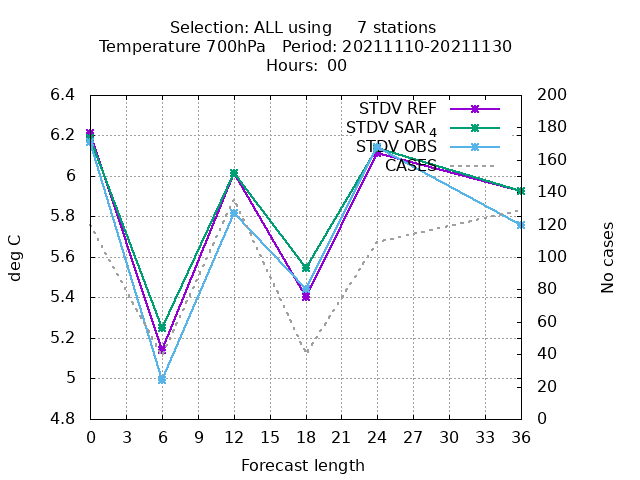 Selection: ALL using     7 stations
Temperature 700hPa   Period: 20211110-20211130
Hours: 00
STDV REF
STDV SAR4
STDV OBS
CASES
6.4
6.2
6
5.8
5.6
5.4
5.2
5
4.8
deg C
200
180
160
140
120
100
80
60
40
20
0
No cases
0 3 6 9 12 15 18 21 24 27 30 33 36
Forecast length